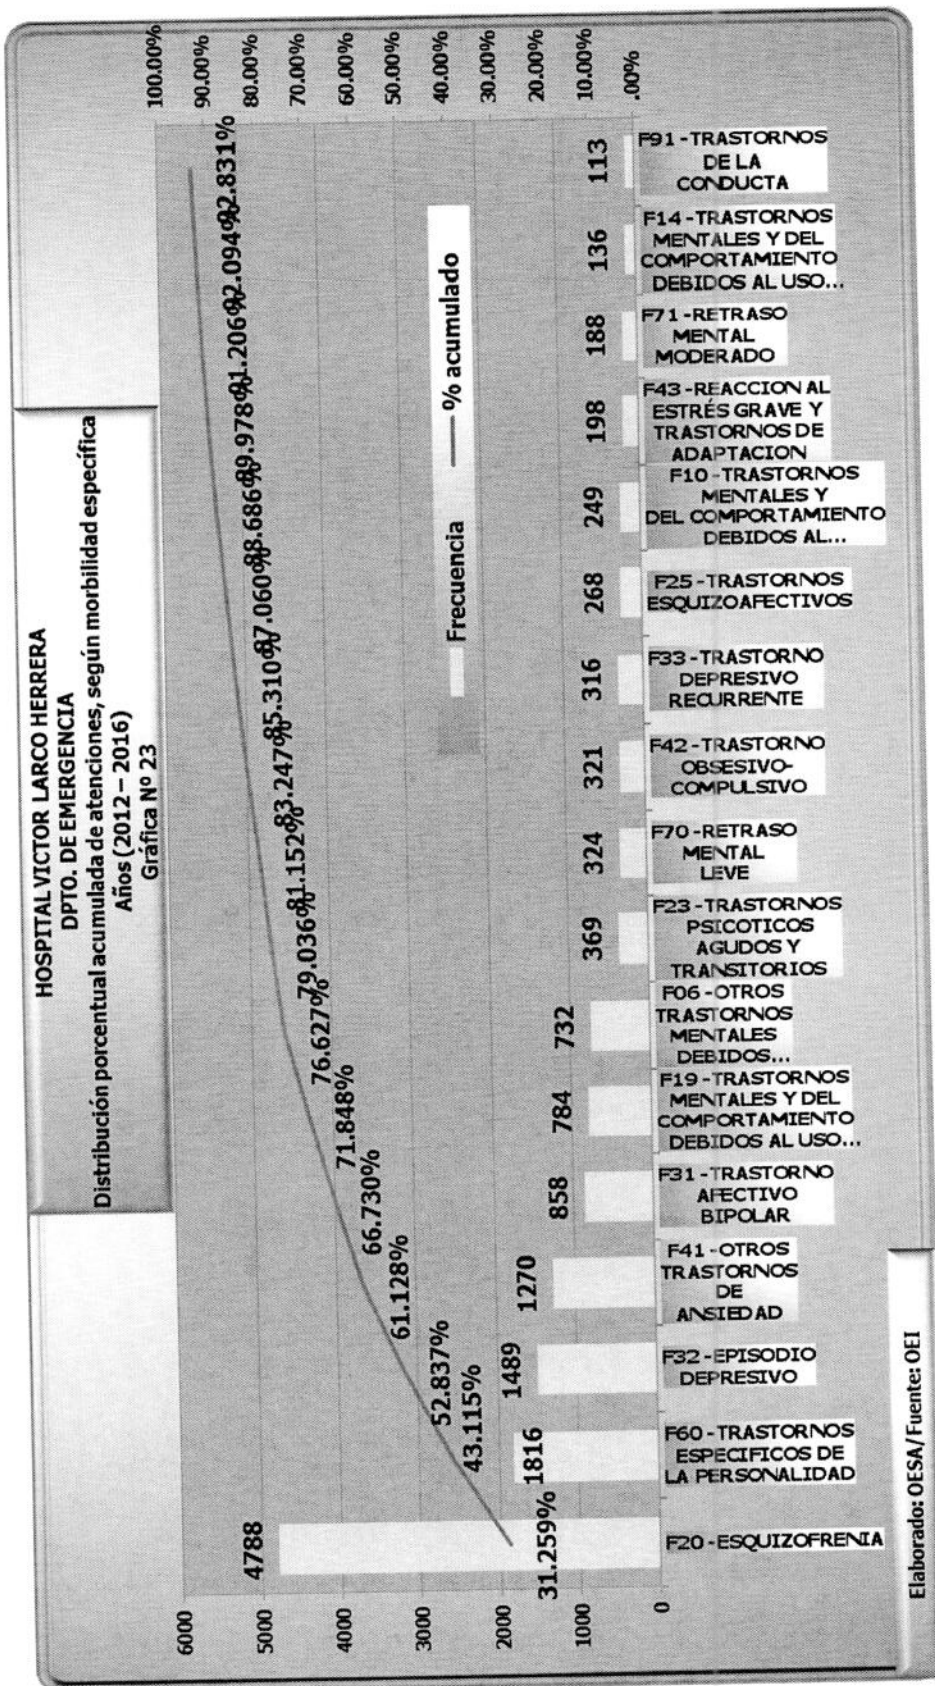 HOSPITAL VICTOR LARCO HERRERA
DPTO. DE EMERGENCIA
Distribución porcentual acumulada de atenciones, según morbilidad específica
Años (2012 – 2016)
Gráfica Nº 23
6000
5000
4000
3000
2000
1000
0
100.00%
90.00%
80.00%
70.00%
60.00%
50.00%
40.00%
30.00%
20.00%
10.00%
.00%
4788
1816
1489
1270
858
784
732
369
324
321
316
268
249
198
188
136
113
31.259%
43.115%
52.837%
61.128%
66.730%
71.848%
76.627%
79.036%
81.152%
83.247%
85.310%
87.060%
88.686%
89.978%
91.206%
92.094%
92.831%
Frecuencia
% acumulado
F20 - ESQUIZOFRENIA
F60 - TRASTORNOS
ESPECIFICOS DE
LA PERSONALIDAD
F32 - EPISODIO
DEPRESIVO
F41 - OTROS
TRASTORNOS
DE
ANSIEDAD
F31 - TRASTORNO
AFECTIVO
BIPOLAR
F19 - TRASTORNOS
MENTALES Y DEL
COMPORTAMIENTO
DEBIDOS AL USO...
F06 - OTROS
TRASTORNOS
MENTALES
DEBIDOS...
F23 - TRASTORNOS
PSICOTICOS
AGUDOS Y
TRANSITORIOS
F70 - RETRASO
MENTAL
LEVE
F42 - TRASTORNO
OBSESIVO-
COMPULSIVO
F33 - TRASTORNO
DEPRESIVO
RECURRENTE
F25 - TRASTORNOS
ESQUIZOAFECTIVOS
F10 - TRASTORNOS
MENTALES Y
DEL COMPORTAMIENTO
DEBIDOS AL...
F43 - REACCION AL
ESTRÉS GRAVE Y
TRASTORNOS DE
ADAPTACION
F71 - RETRASO
MENTAL
MODERADO
F14 - TRASTORNOS
MENTALES Y DEL
COMPORTAMIENTO
DEBIDOS AL USO...
F91 - TRASTORNOS
DE LA
CONDUCTA
Elaborado: OESA/ Fuente: OEI